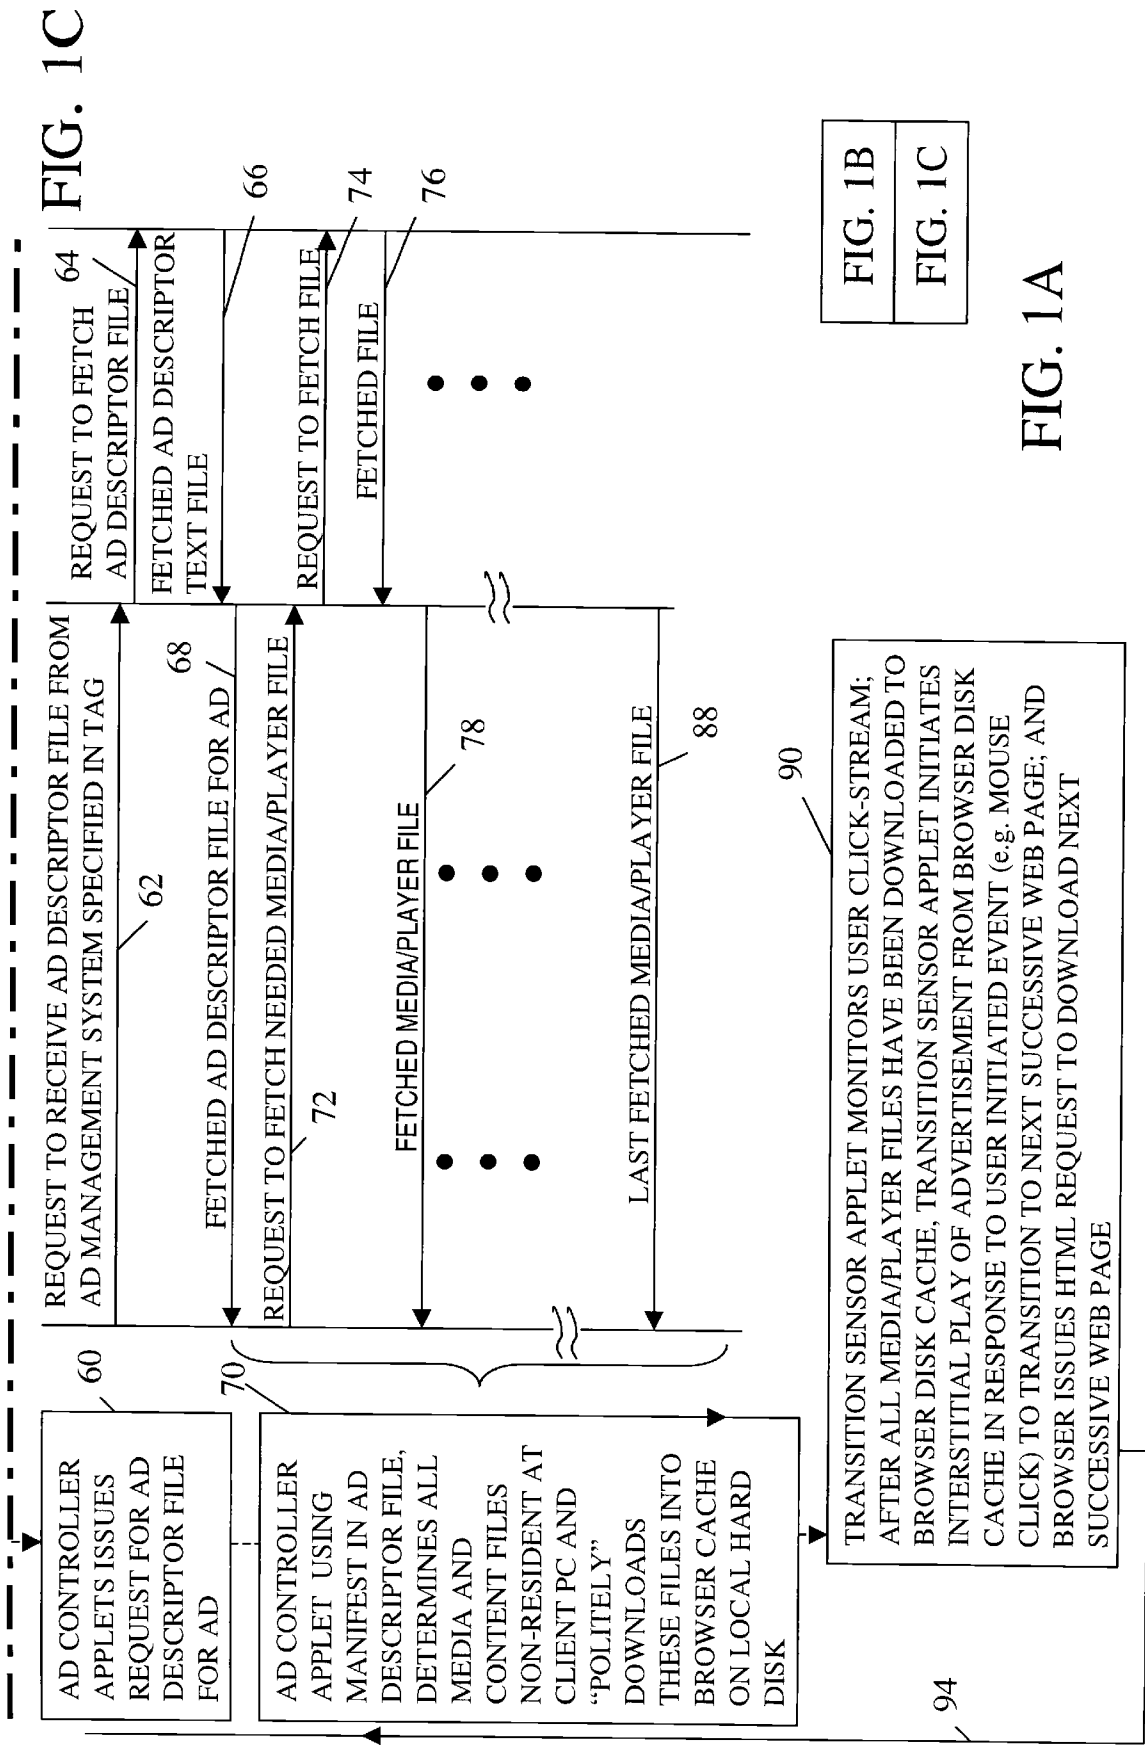 FIG. 1C
AD CONTROLLER
APPLETS ISSUES
REQUEST FOR AD
DESCRIPTOR FILE
FOR AD
60
REQUEST TO RECEIVE AD DESCRIPTOR FILE FROM
AD MANAGEMENT SYSTEM SPECIFIED IN TAG
62
REQUEST TO FETCH
AD DESCRIPTOR FILE
64
FETCHED AD DESCRIPTOR
TEXT FILE
66
FETCHED AD DESCRIPTOR FILE FOR AD
68
AD CONTROLLER
APPLET USING
MANIFEST IN AD
DESCRIPTOR FILE,
DETERMINES ALL
MEDIA AND
CONTENT FILES
NON-RESIDENT AT
CLIENT PC AND
“POLITELY”
DOWNLOADS
THESE FILES INTO
BROWSER CACHE
ON LOCAL HARD
DISK
70
REQUEST TO FETCH NEEDED MEDIA/PLAYER FILE
72
REQUEST TO FETCH FILE
74
FETCHED FILE
76
FETCHED MEDIA/PLAYER FILE
78
LAST FETCHED MEDIA/PLAYER FILE
88
90
TRANSITION SENSOR APPLET MONITORS USER CLICK-STREAM;
AFTER ALL MEDIA/PLAYER FILES HAVE BEEN DOWNLOADED TO
BROWSER DISK CACHE, TRANSITION SENSOR APPLET INITIATES
INTERSTITIAL PLAY OF ADVERTISEMENT FROM BROWSER DISK
CACHE IN RESPONSE TO USER INITIATED EVENT (e.g. MOUSE
CLICK) TO TRANSITION TO NEXT SUCCESSIVE WEB PAGE; AND
BROWSER ISSUES HTML REQUEST TO DOWNLOAD NEXT
SUCCESSIVE WEB PAGE
94
FIG. 1B
FIG. 1C
FIG. 1A